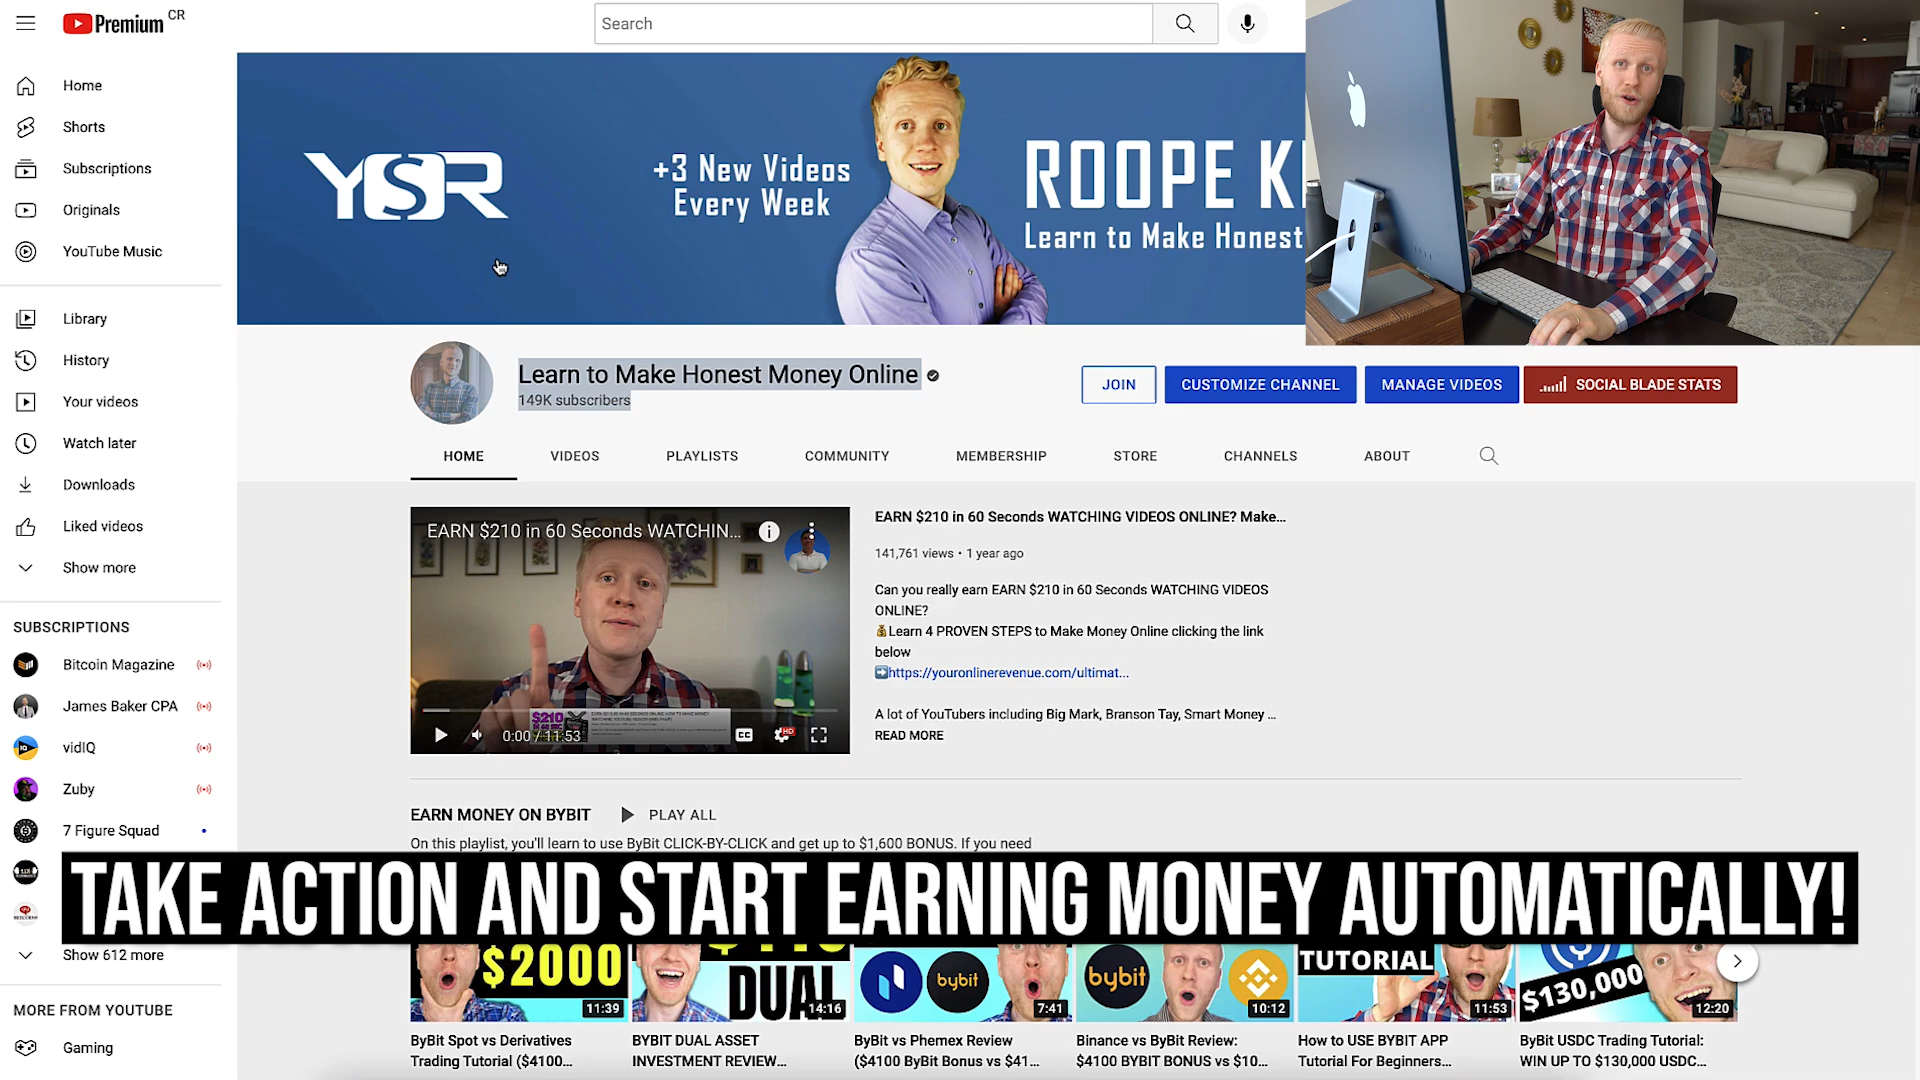 Premium CR
Search
Home
Shorts
Subscriptions
Originals
YouTube Music
Library
History
Your videos
Watch later
Downloads
Liked videos
Show more
SUBSCRIPTIONS
Bitcoin Magazine
James Baker CPA
vidIQ
Zuby
7 Figure Squad
Show 612 more
MORE FROM YOUTUBE
Gaming
Y$R
+3 New Videos
Every Week
ROOPE K
Learn to Make Honest
Learn to Make Honest Money Online
149K subscribers
JOIN
CUSTOMIZE CHANNEL
MANAGE VIDEOS
SOCIAL BLADE STATS
HOME
VIDEOS
PLAYLISTS
COMMUNITY
MEMBERSHIP
STORE
CHANNELS
ABOUT
EARN $210 in 60 Seconds WATCHIN...
$210
0:00 / 11:53
CC
HD
EARN $210 in 60 Seconds WATCHING VIDEOS ONLINE? Make...
141,761 views • 1 year ago
Can you really earn EARN $210 in 60 Seconds WATCHING VIDEOS
ONLINE?
💰Learn 4 PROVEN STEPS to Make Money Online clicking the link
below
➡️https://youronlinerevenue.com/ultimat...
A lot of YouTubers including Big Mark, Branson Tay, Smart Money ...
READ MORE
EARN MONEY ON BYBIT
PLAY ALL
On this playlist, you'll learn to use ByBit CLICK-BY-CLICK and get up to $1,600 BONUS. If you need
TAKE ACTION AND START EARNING MONEY AUTOMATICALLY!
$2000
11:39
DUAL
14:16
bybit
7:41
bybit
10:12
TUTORIAL
11:53
$130,000
12:20
ByBit Spot vs Derivatives
Trading Tutorial ($4100...
BYBIT DUAL ASSET
INVESTMENT REVIEW...
ByBit vs Phemex Review
($4100 ByBit Bonus vs $41...
Binance vs ByBit Review:
$4100 BYBIT BONUS vs $10...
How to USE BYBIT APP
Tutorial For Beginners...
ByBit USDC Trading Tutorial:
WIN UP TO $130,000 USDC...